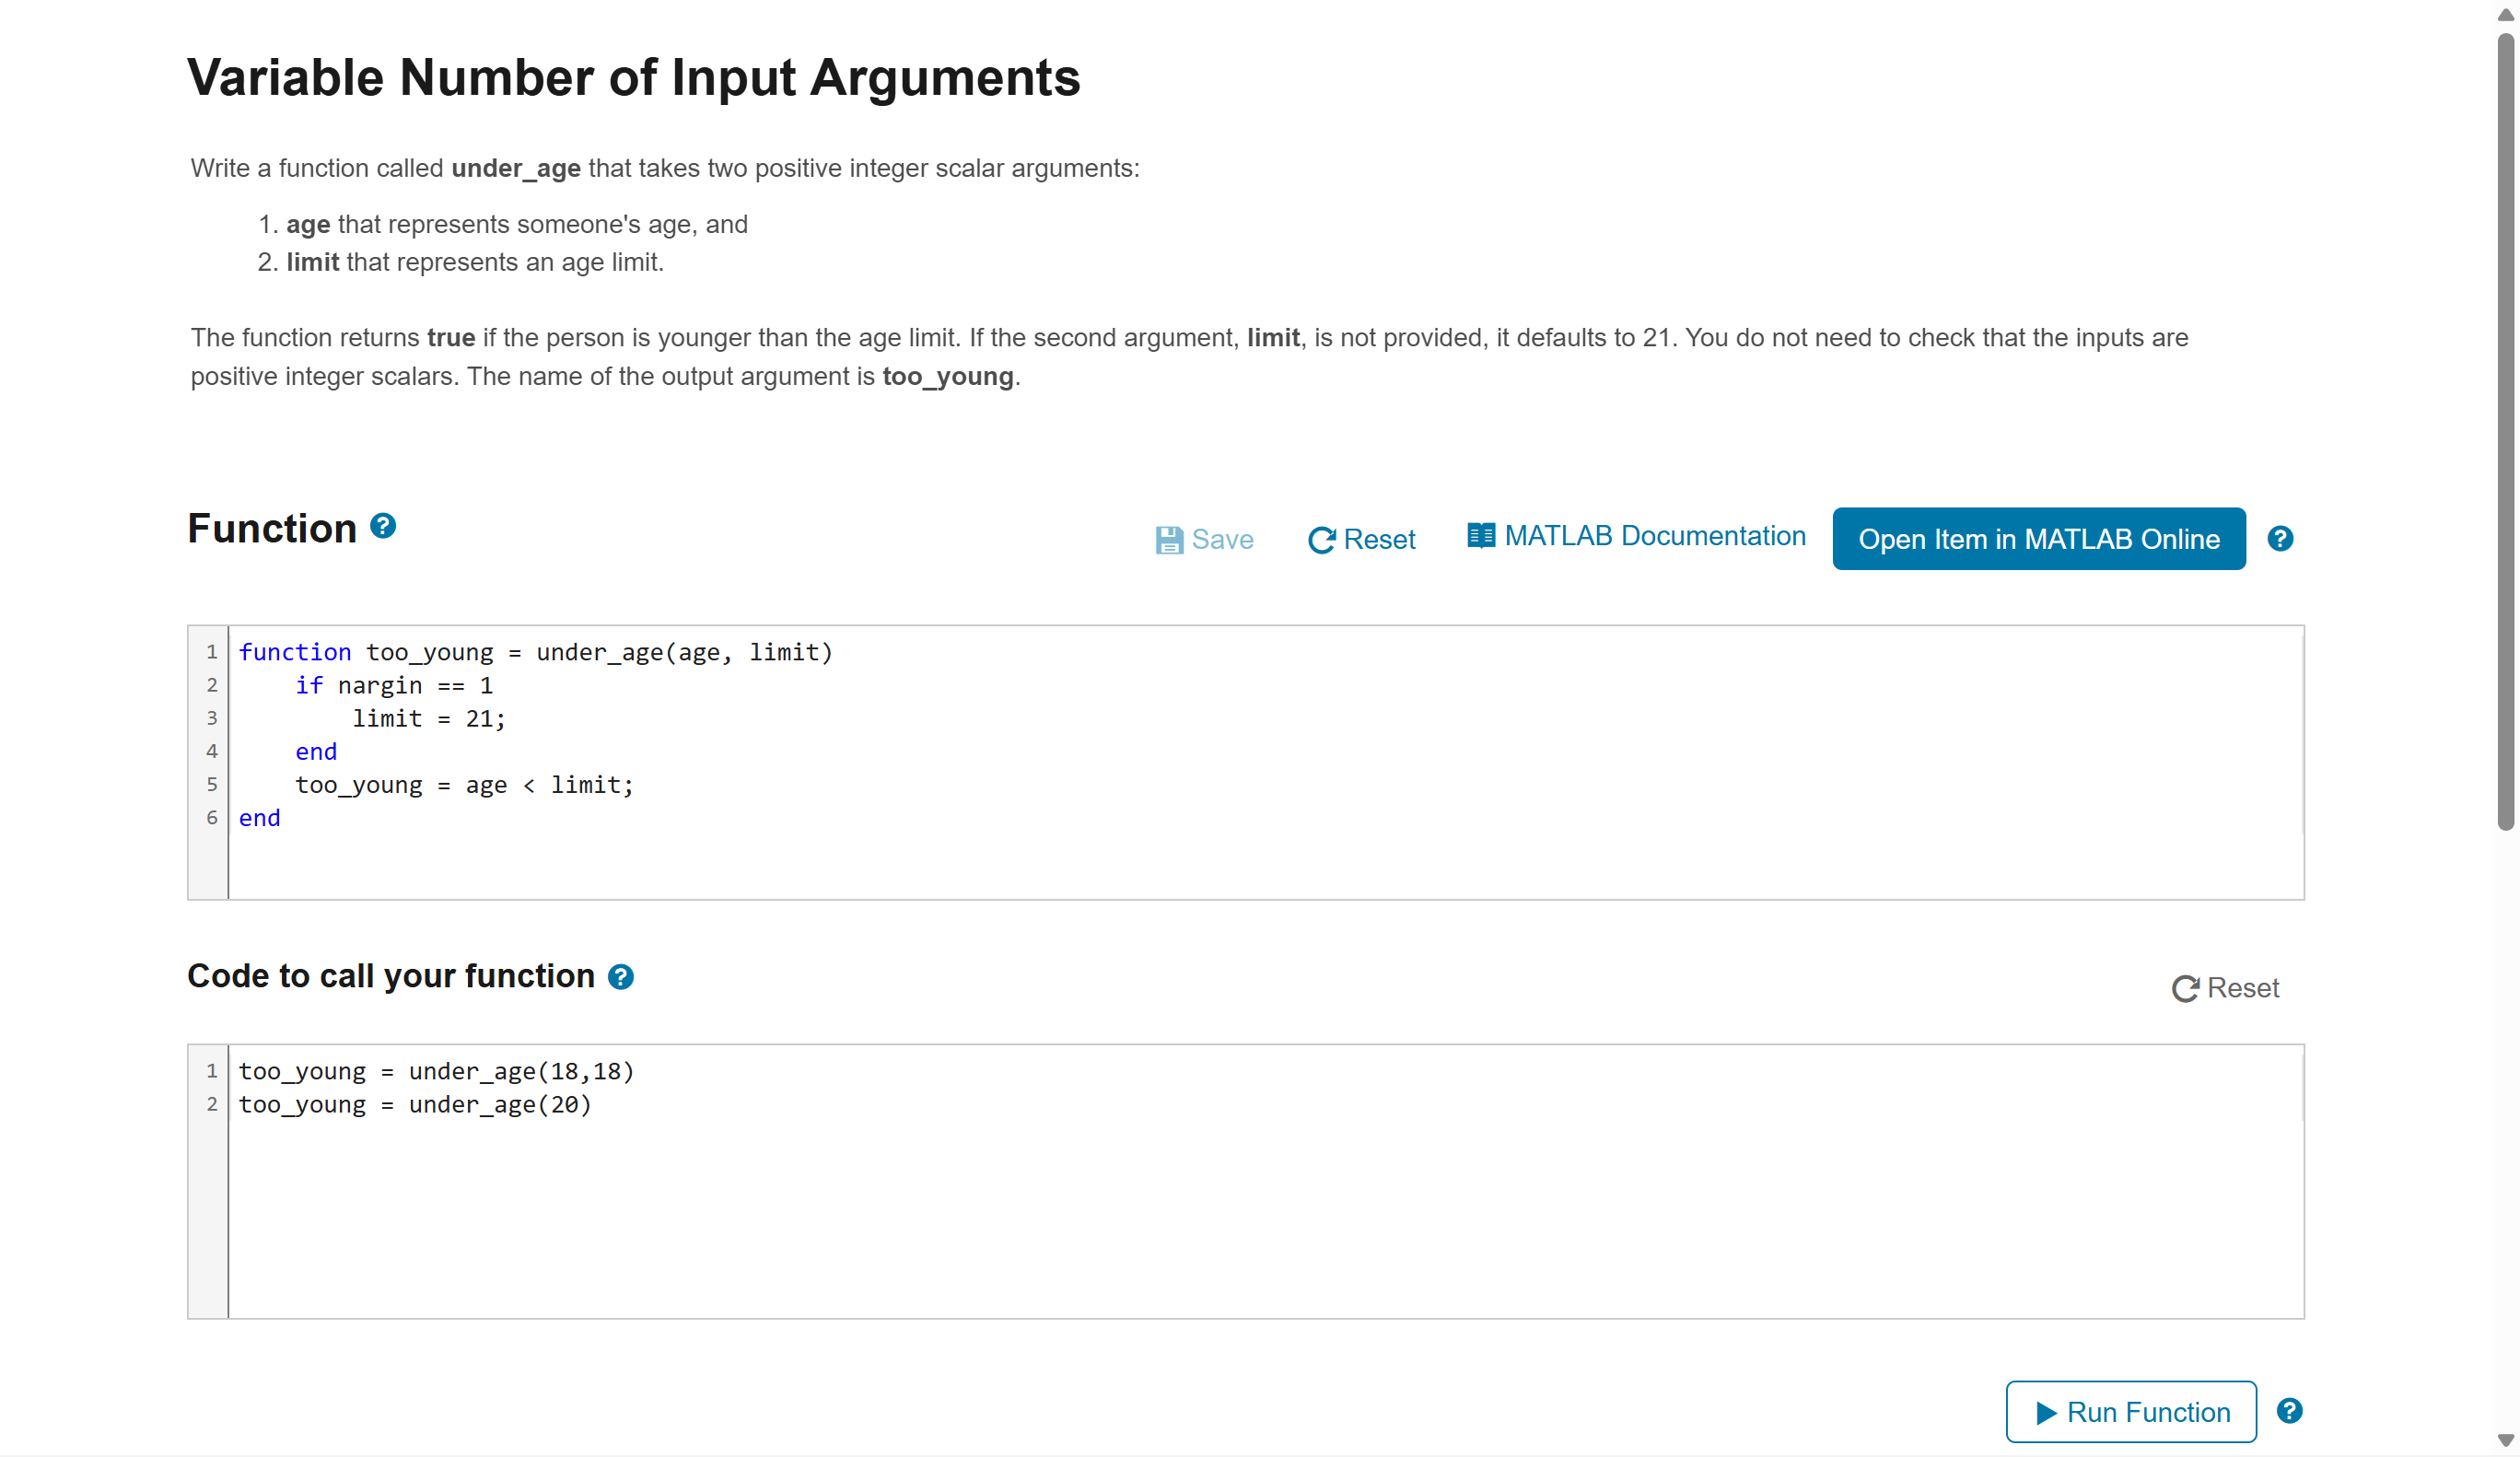 Variable Number of Input Arguments
Write a function called under_age that takes two positive integer scalar arguments:
1. age that represents someone's age, and
2. limit that represents an age limit.
The function returns true if the person is younger than the age limit. If the second argument, limit, is not provided, it defaults to 21. You do not need to check that the inputs are
positive integer scalars. The name of the output argument is too_young.
Function ?
Save Reset MATLAB Documentation Open Item in MATLAB Online ?
1 function too_young = under_age(age, limit)
2     if nargin == 1
3         limit = 21;
4     end
5     too_young = age < limit;
6 end
Code to call your function ?
Reset
1 too_young = under_age(18,18)
2 too_young = under_age(20)
Run Function ?